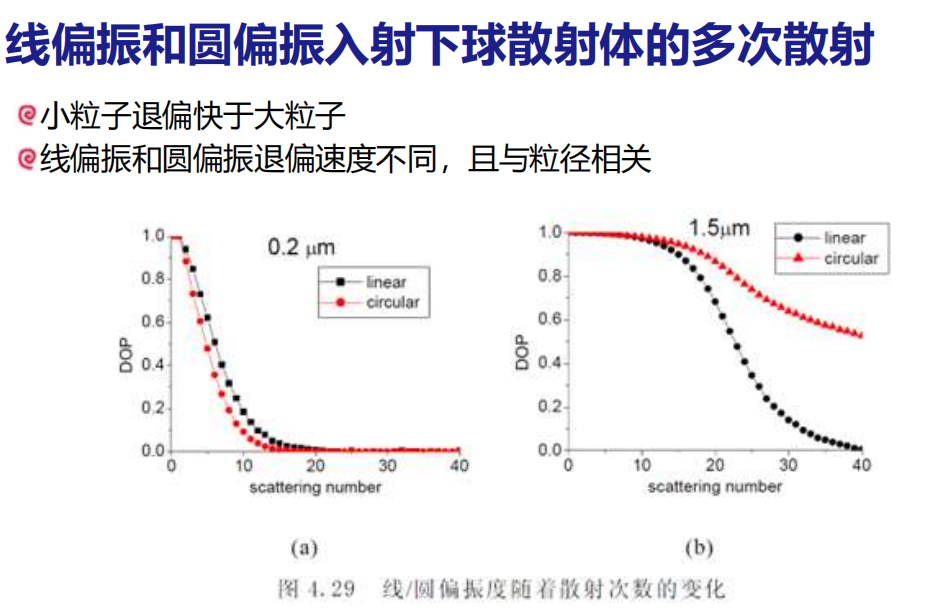 线偏振和圆偏振入射下球散射体的多次散射
小粒子退偏快于大粒子
线偏振和圆偏振退偏速度不同，且与粒径相关
0.2 μm
linear
circular
DOP
1.0
0.8
0.6
0.4
0.2
0.0
0 10 20 30 40
scattering number
(a)
1.5μm
linear
circular
DOP
1.0
0.8
0.6
0.4
0.2
0.0
0 10 20 30 40
scattering number
(b)
图 4.29 线/圆偏振度随着散射次数的变化